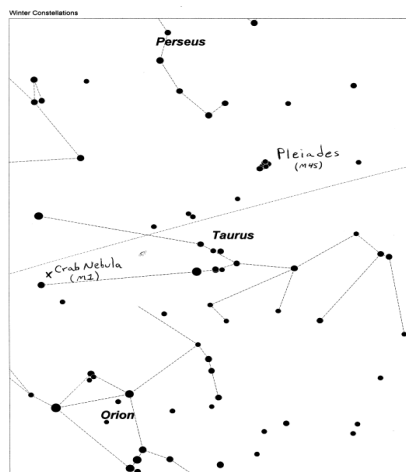 Winter Constellations
Perseus
Pleiades
(M45)
Taurus
Crab Nebula
(M1)
Orion